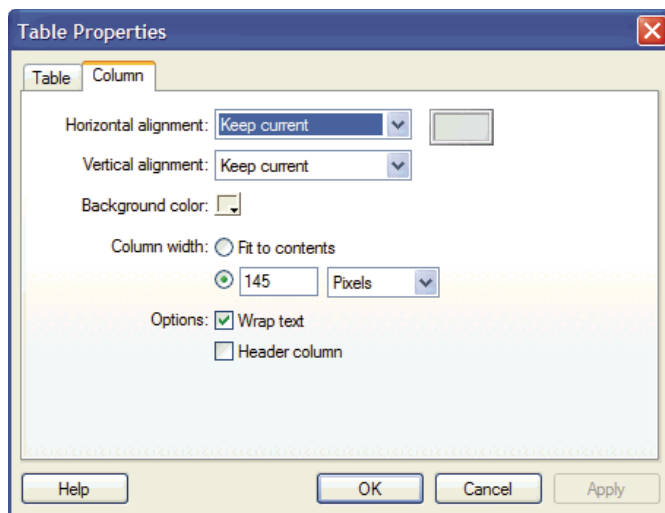 Table Properties
Table Column
Horizontal alignment: Keep current
Vertical alignment: Keep current
Background color:
Column width: Fit to contents
145 Pixels
Options: Wrap text
Header column
Help OK Cancel Apply